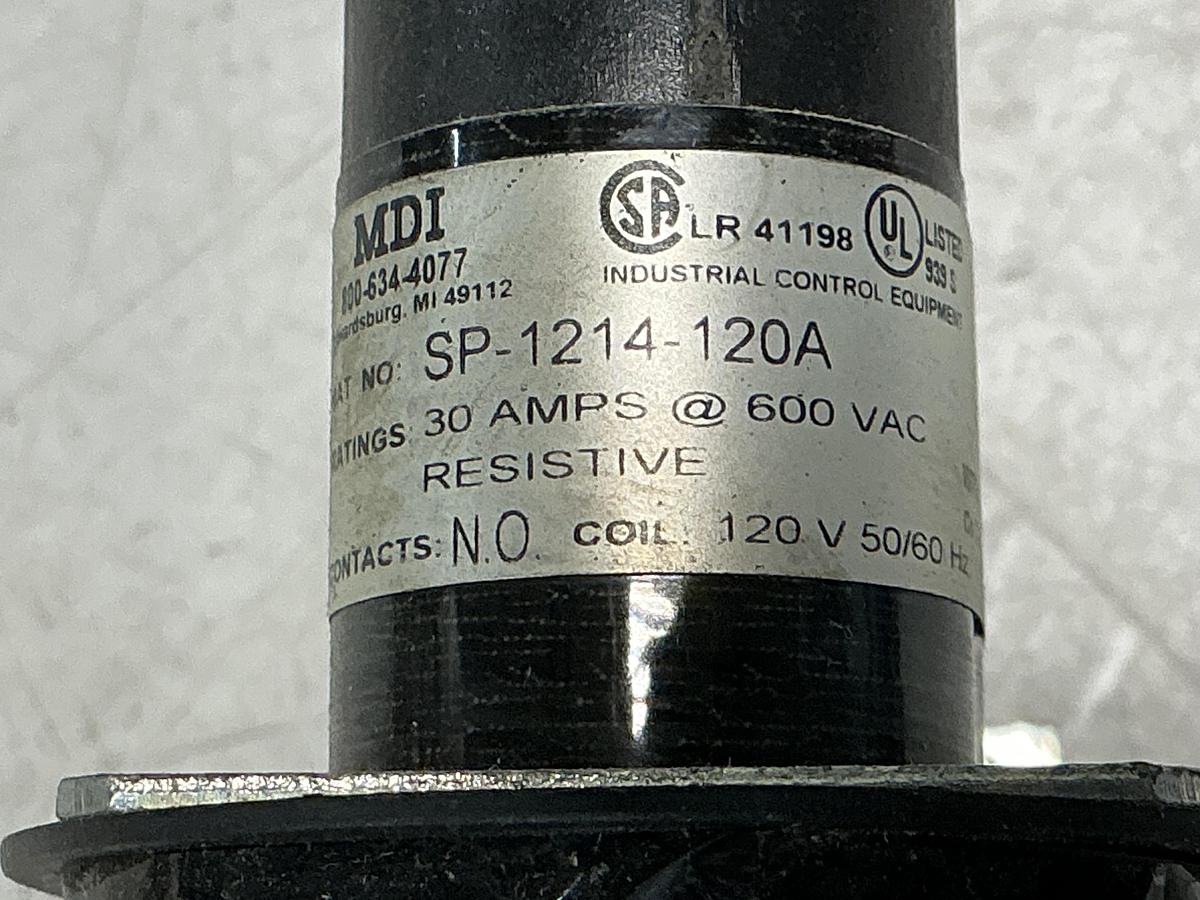 MDI
800-634-4077
Edwardsburg, MI 49112
CSA LR 41198 UL LISTED 939 S
INDUSTRIAL CONTROL EQUIPMENT
CAT NO: SP-1214-120A
RATINGS: 30 AMPS @ 600 VAC
RESISTIVE
CONTACTS: N.O. COIL: 120 V 50/60 Hz